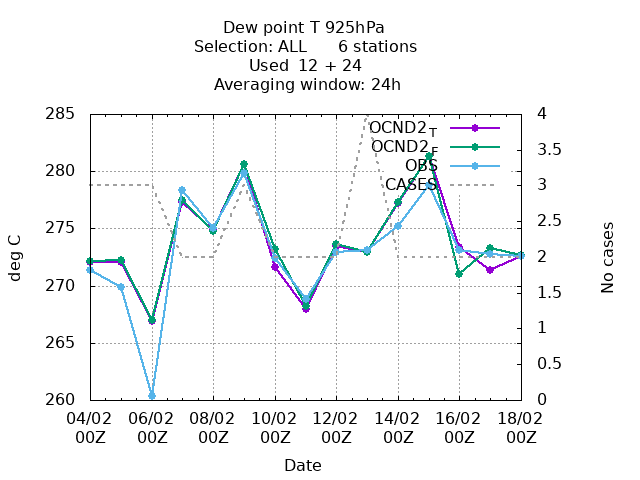 Dew point T 925hPa
Selection: ALL      6 stations
Used  12 + 24
Averaging window: 24h
285
280
275
270
265
260
deg C
4
3.5
3
2.5
2
1.5
1
0.5
0
No cases
OCND2_T
OCND2_F
OBS
CASES
04/02 06/02 08/02 10/02 12/02 14/02 16/02 18/02
00Z 00Z 00Z 00Z 00Z 00Z 00Z 00Z
Date